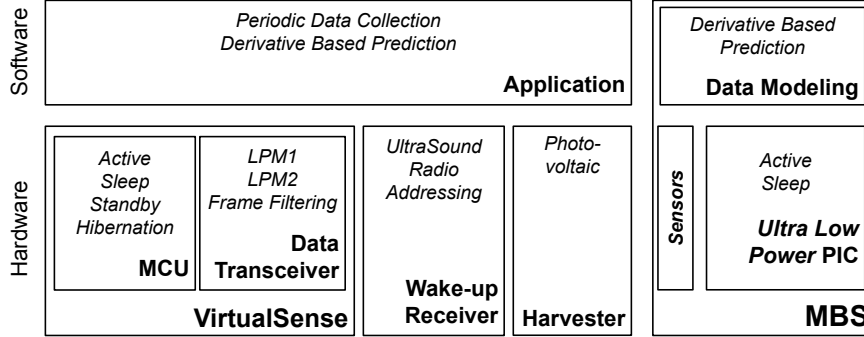 Software
Periodic Data Collection
Derivative Based Prediction
Application
Derivative Based
Prediction
Data Modeling
Hardware
Active
Sleep
Standby
Hibernation
MCU
LPM1
LPM2
Frame Filtering
Data
Transceiver
VirtualSense
UltraSound
Radio
Addressing
Wake-up
Receiver
Photo-
voltaic
Harvester
Sensors
Active
Sleep
Ultra Low
Power PIC
MBS